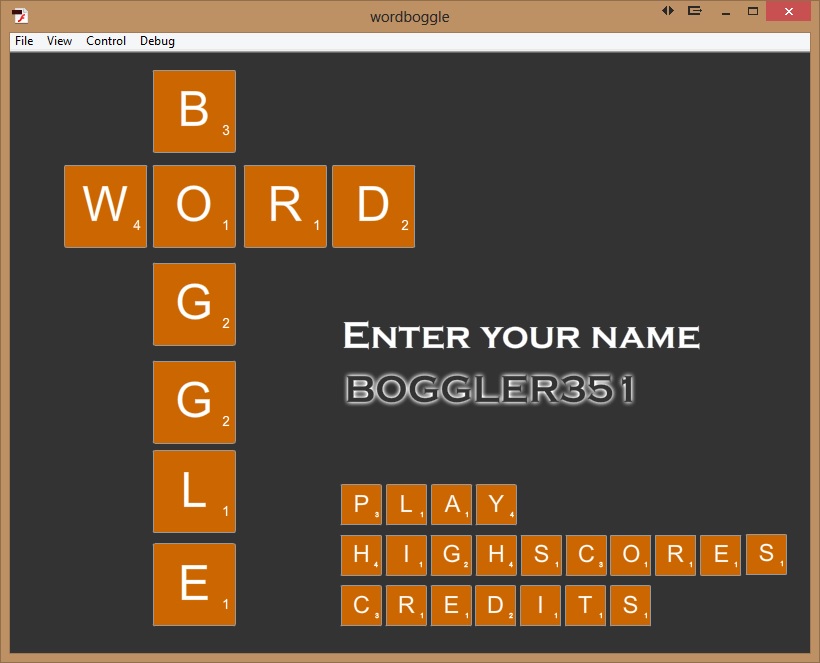 wordboggle
File View Control Debug
B 3
W 4 O 1 R 1 D 2
G 2
G 2
L 1
E 1
Enter your name
BOGGLER351
P 3 L 1 A 1 Y 4
H 4 I 1 G 2 H 4 S 1 C 3 O 1 R 1 E 1 S 1
C 3 R 1 E 1 D 2 I 1 T 1 S 1